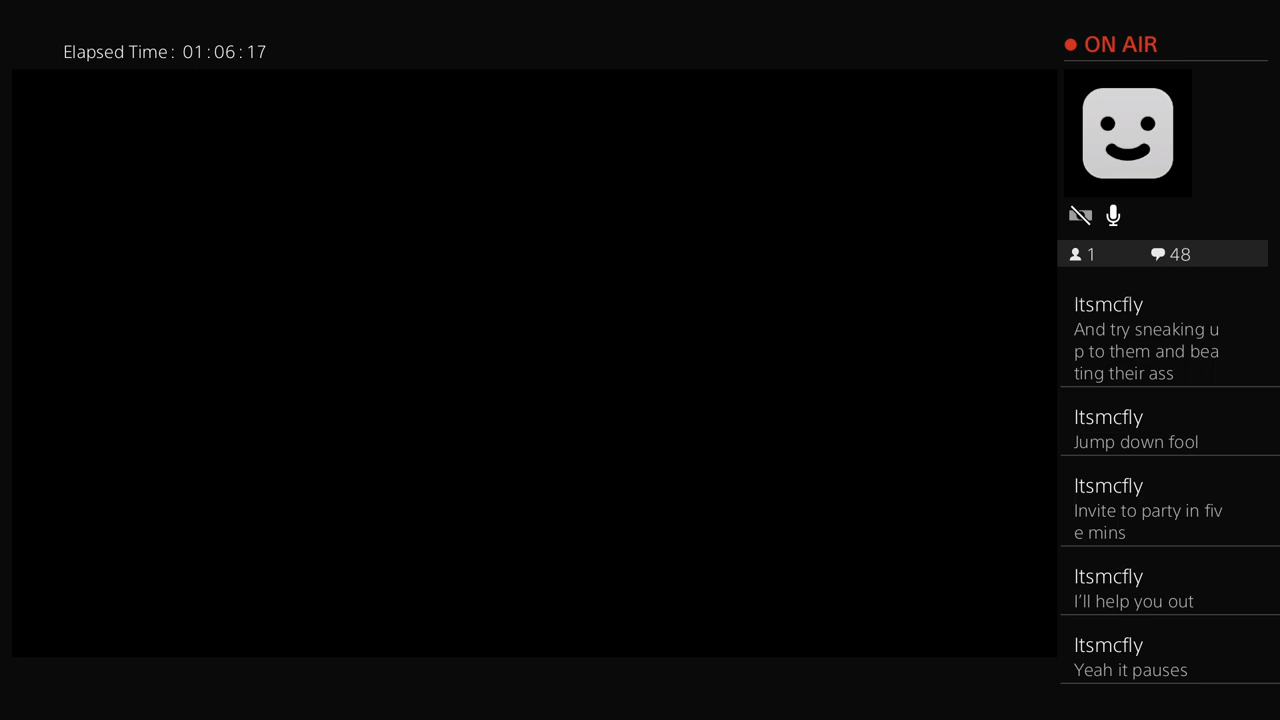 Elapsed Time: 01:06:17
ON AIR
1 48
Itsmcfly
And try sneaking u
p to them and bea
ting their ass
Itsmcfly
Jump down fool
Itsmcfly
Invite to party in fiv
e mins
Itsmcfly
I'll help you out
Itsmcfly
Yeah it pauses